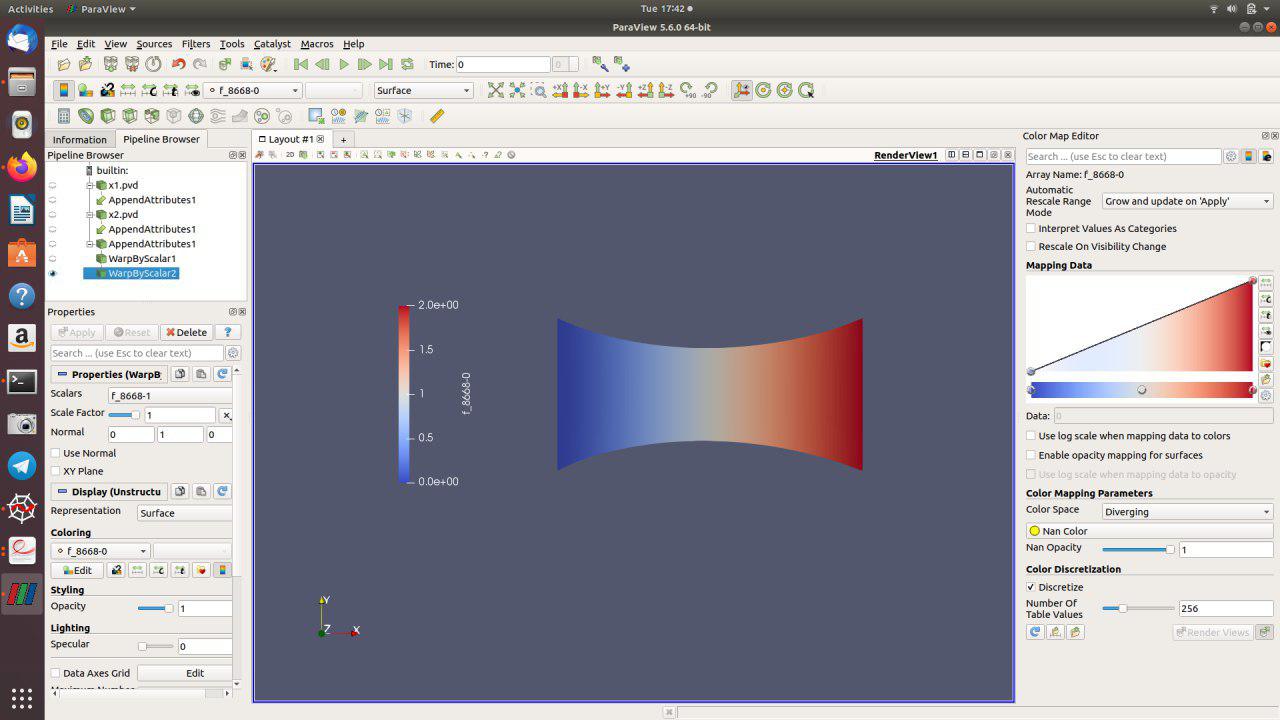 Activities ParaView Tue 17:42
ParaView 5.6.0 64-bit
File Edit View Sources Filters Tools Catalyst Macros Help
Time: 0 0
f_8668-0 Surface +X -X +Y -Y +Z -Z +90 -90
Information Pipeline Browser
Pipeline Browser
builtin:
x1.pvd
AppendAttributes1
x2.pvd
AppendAttributes1
AppendAttributes1
WarpByScalar1
WarpByScalar2
Properties
Apply Reset Delete ?
Search ... (use Esc to clear text)
Properties (WarpB
Scalars f_8668-1
Scale Factor 1
Normal 0 1 0
Use Normal
XY Plane
Display (Unstructu
Representation Surface
Coloring
f_8668-0
Edit
Styling
Opacity 1
Lighting
Specular 0
Data Axes Grid Edit
Layout #1 +
2D RenderView1
2.0e+00
1.5
1
0.5
0.0e+00
f_8668-0
Y
Z X
Color Map Editor
Search ... (use Esc to clear text)
Array Name: f_8668-0
Automatic
Rescale Range
Mode
Grow and update on 'Apply'
Interpret Values As Categories
Rescale On Visibility Change
Mapping Data
Data: 0
Use log scale when mapping data to colors
Enable opacity mapping for surfaces
Use log scale when mapping data to opacity
Color Mapping Parameters
Color Space Diverging
Nan Color
Nan Opacity 1
Color Discretization
Discretize
Number Of
Table Values
256
Render Views